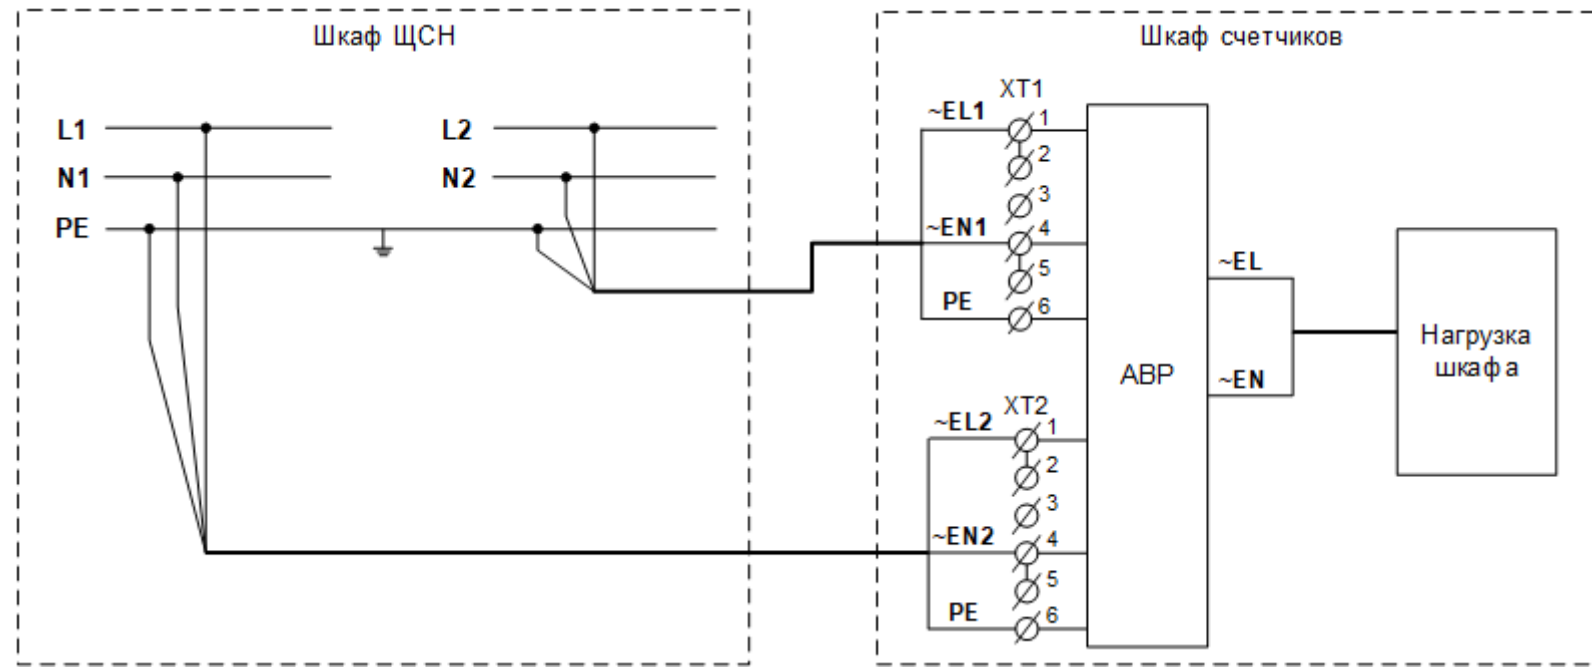 Шкаф ЩСН
L1
L2
N1
N2
PE
Шкаф счетчиков
XT1
~EL1
1
2
3
~EN1
4
5
PE
6
XT2
~EL2
1
2
3
~EN2
4
5
PE
6
АВР
~EL
~EN
Нагрузка
шкафа